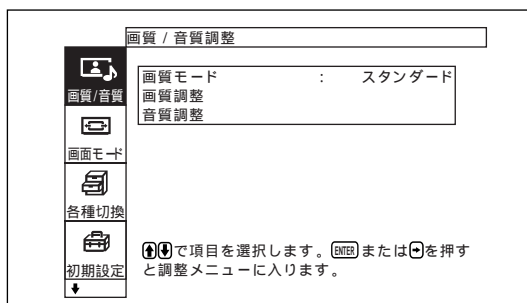 画質 / 音質調整
画質/音質
画面モード
各種切換
初期設定
画質モード : スタンダード
画質調整
音質調整
で項目を選択します。ENTERまたはを押す
と調整メニューに入ります。